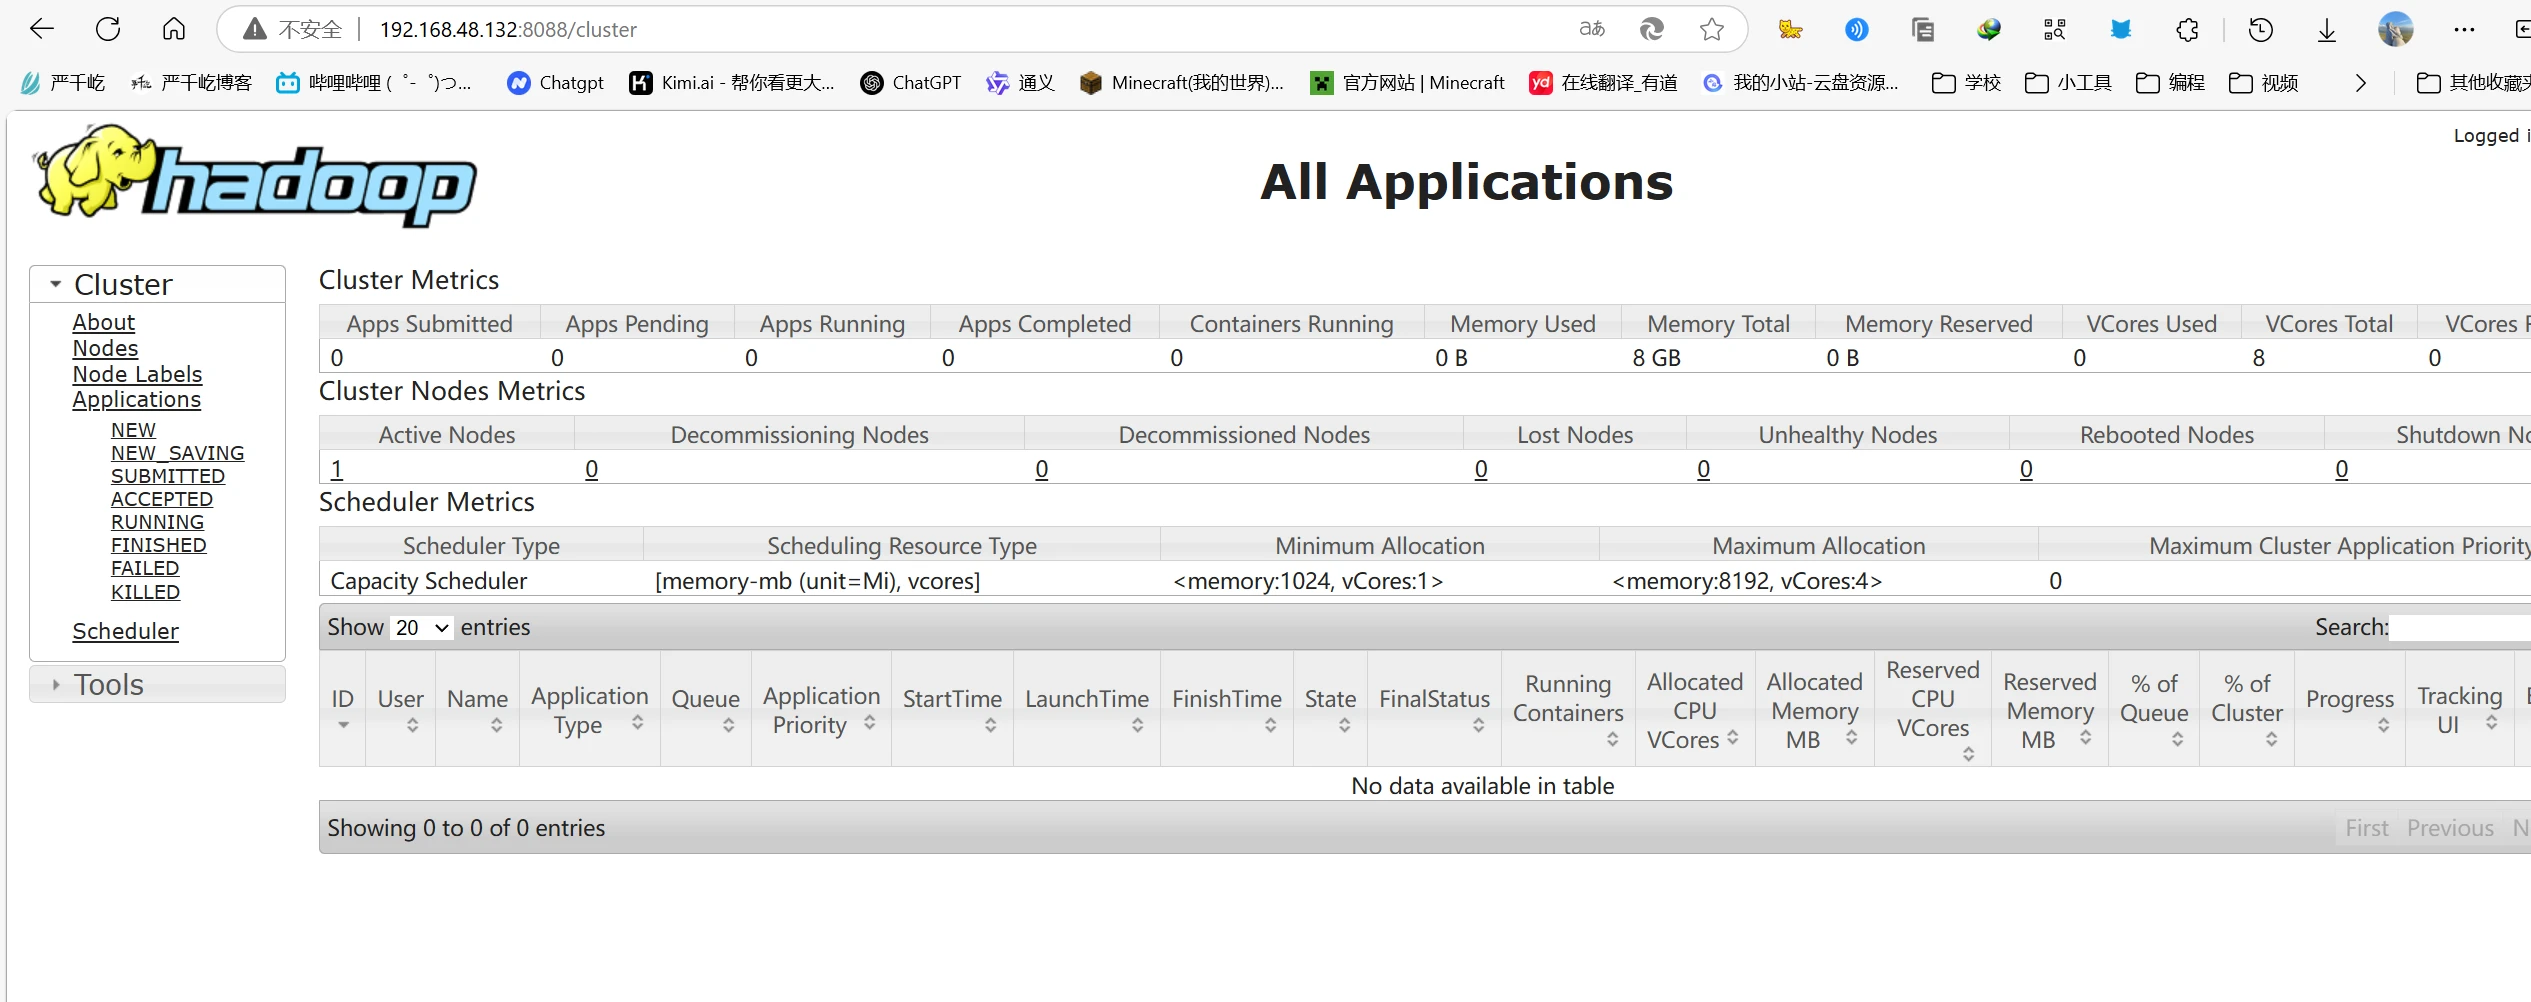 不安全 192.168.48.132:8088/cluster aあ
严千屹 严千屹博客 哔哩哔哩 ( ゜- ゜)つ... Chatgpt Kimi.ai - 帮你看更大... ChatGPT 通义 Minecraft(我的世界)... 官方网站 | Minecraft 在线翻译_有道 我的小站-云盘资源... 学校 小工具 编程 视频 其他收藏夹
Logged i
hadoop
All Applications
Cluster
About
Nodes
Node Labels
Applications
NEW
NEW_SAVING
SUBMITTED
ACCEPTED
RUNNING
FINISHED
FAILED
KILLED
Scheduler
Tools
Cluster Metrics
Apps Submitted Apps Pending Apps Running Apps Completed Containers Running Memory Used Memory Total Memory Reserved VCores Used VCores Total VCores
0 0 0 0 0 0 B 8 GB 0 B 0 8 0
Cluster Nodes Metrics
Active Nodes Decommissioning Nodes Decommissioned Nodes Lost Nodes Unhealthy Nodes Rebooted Nodes Shutdown
1 0 0 0 0 0 0
Scheduler Metrics
Scheduler Type Scheduling Resource Type Minimum Allocation Maximum Allocation Maximum Cluster Application Priority
Capacity Scheduler [memory-mb (unit=Mi), vcores] <memory:1024, vCores:1> <memory:8192, vCores:4> 0
Show 20 entries Search:
ID User Name Application Type Queue Application Priority StartTime LaunchTime FinishTime State FinalStatus Running Containers Allocated CPU VCores Allocated Memory MB Reserved CPU VCores Reserved Memory MB % of Queue % of Cluster Progress Tracking UI
No data available in table
Showing 0 to 0 of 0 entries First Previous